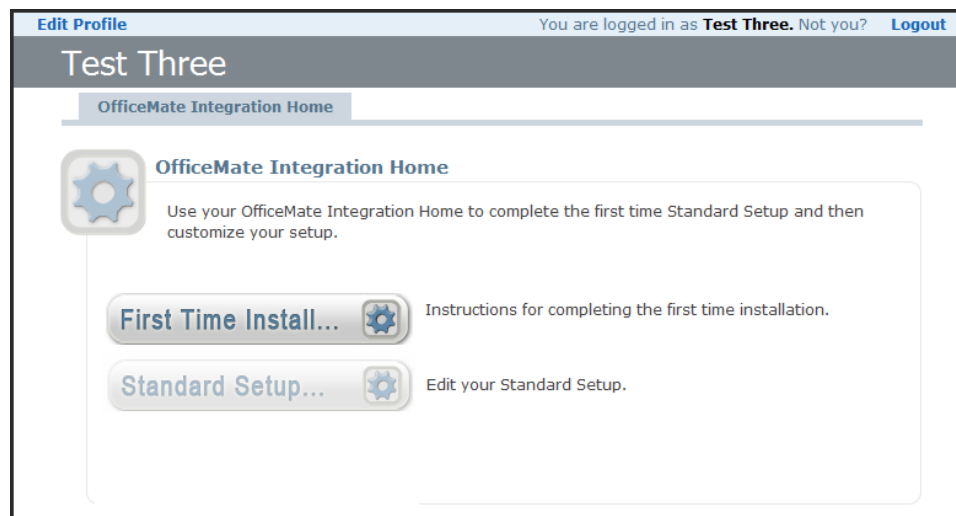 Edit Profile
You are logged in as Test Three. Not you? Logout
Test Three
OfficeMate Integration Home
OfficeMate Integration Home
Use your OfficeMate Integration Home to complete the first time Standard Setup and then
customize your setup.
First Time Install...
Instructions for completing the first time installation.
Standard Setup...
Edit your Standard Setup.